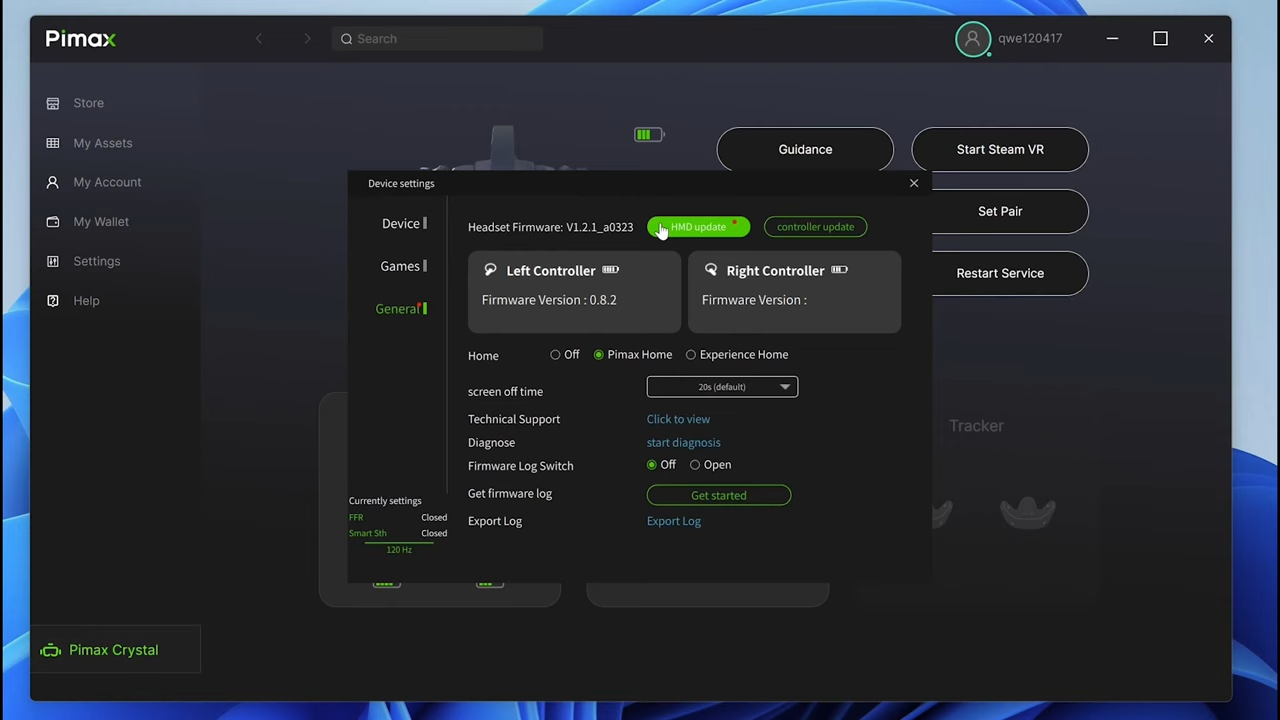 Pimax
Search
qwe120417
Store
My Assets
My Account
My Wallet
Settings
Help
Guidance
Start Steam VR
Set Pair
Restart Service
Tracker
Device settings
Device
Games
General
Headset Firmware: V1.2.1_a0323
HMD update
controller update
Left Controller
Firmware Version : 0.8.2
Right Controller
Firmware Version :
Home
Off
Pimax Home
Experience Home
screen off time
20s (default)
Technical Support
Click to view
Diagnose
start diagnosis
Firmware Log Switch
Off
Open
Get firmware log
Get started
Export Log
Export Log
Currently settings
FFR Closed
Smart Sth Closed
120 Hz
Pimax Crystal